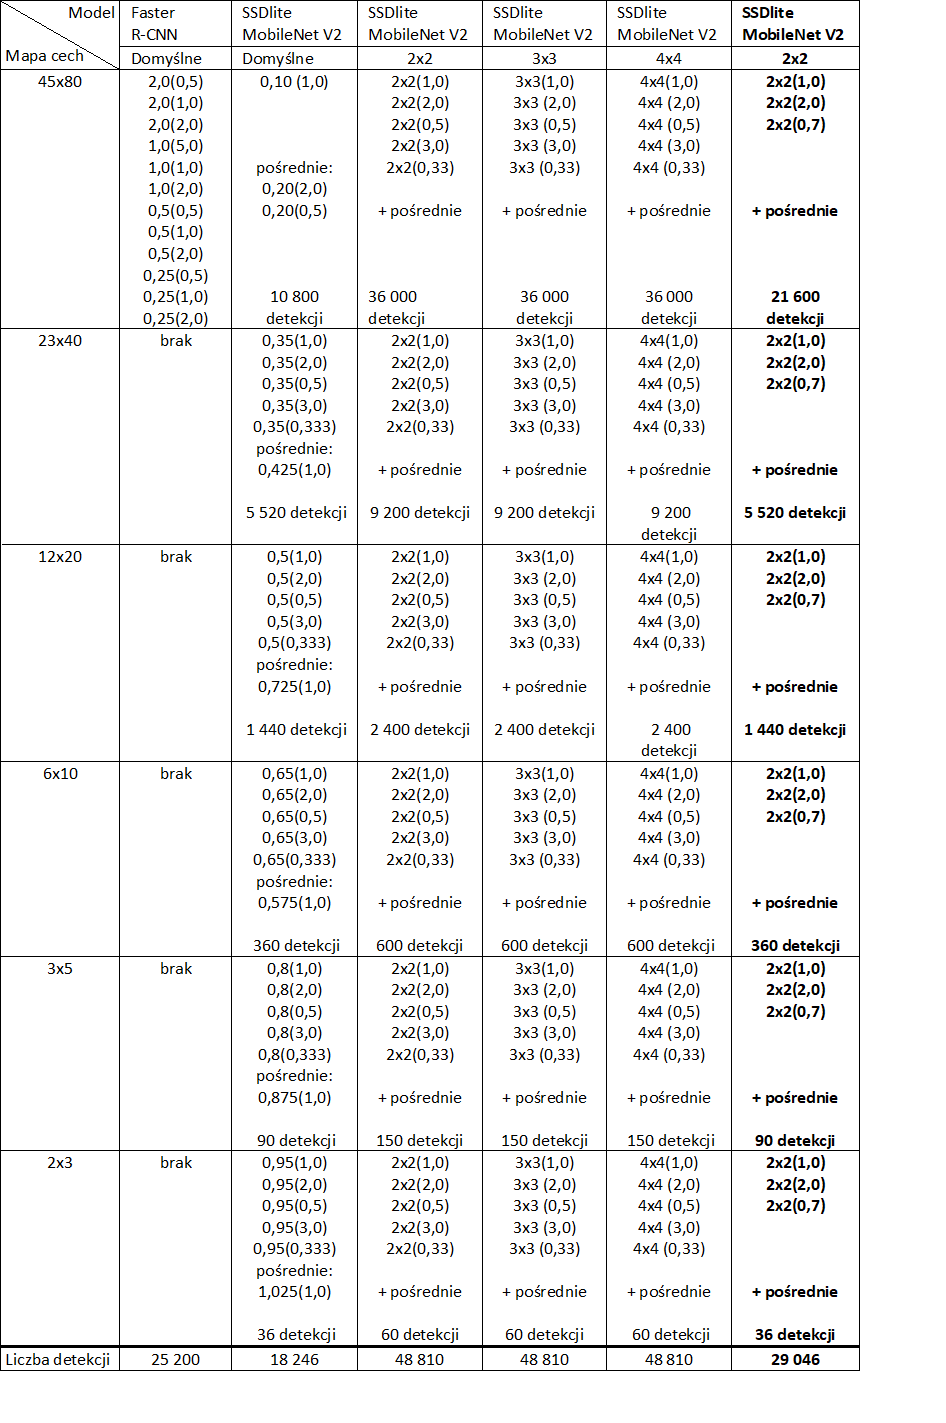 Model
Mapa cech
Faster R-CNN
SSDlite MobileNet V2
SSDlite MobileNet V2
SSDlite MobileNet V2
SSDlite MobileNet V2
SSDlite MobileNet V2
Domyślne
Domyślne
2x2
3x3
4x4
2x2
45x80
2,0(0,5)
2,0(1,0)
2,0(2,0)
1,0(5,0)
1,0(1,0)
1,0(2,0)
0,5(0,5)
0,5(1,0)
0,5(2,0)
0,25(0,5)
0,25(1,0)
0,25(2,0)
0,10 (1,0)
pośrednie:
0,20(2,0)
0,20(0,5)
10 800
detekcji
2x2(1,0)
2x2(2,0)
2x2(0,5)
2x2(3,0)
2x2(0,33)
+ pośrednie
36 000
detekcji
3x3(1,0)
3x3 (2,0)
3x3 (0,5)
3x3 (3,0)
3x3 (0,33)
+ pośrednie
36 000
detekcji
4x4(1,0)
4x4 (2,0)
4x4 (0,5)
4x4 (3,0)
4x4 (0,33)
+ pośrednie
36 000
detekcji
2x2(1,0)
2x2(2,0)
2x2(0,7)
+ pośrednie
21 600
detekcji
23x40
brak
0,35(1,0)
0,35(2,0)
0,35(0,5)
0,35(3,0)
0,35(0,333)
pośrednie:
0,425(1,0)
5 520 detekcji
2x2(1,0)
2x2(2,0)
2x2(0,5)
2x2(3,0)
2x2(0,33)
+ pośrednie
9 200 detekcji
3x3(1,0)
3x3 (2,0)
3x3 (0,5)
3x3 (3,0)
3x3 (0,33)
+ pośrednie
9 200 detekcji
4x4(1,0)
4x4 (2,0)
4x4 (0,5)
4x4 (3,0)
4x4 (0,33)
+ pośrednie
9 200
detekcji
2x2(1,0)
2x2(2,0)
2x2(0,7)
+ pośrednie
5 520 detekcji
12x20
brak
0,5(1,0)
0,5(2,0)
0,5(0,5)
0,5(3,0)
0,5(0,333)
pośrednie:
0,725(1,0)
1 440 detekcji
2x2(1,0)
2x2(2,0)
2x2(0,5)
2x2(3,0)
2x2(0,33)
+ pośrednie
2 400 detekcji
3x3(1,0)
3x3 (2,0)
3x3 (0,5)
3x3 (3,0)
3x3 (0,33)
+ pośrednie
2 400 detekcji
4x4(1,0)
4x4 (2,0)
4x4 (0,5)
4x4 (3,0)
4x4 (0,33)
+ pośrednie
2 400
detekcji
2x2(1,0)
2x2(2,0)
2x2(0,7)
+ pośrednie
1 440 detekcji
6x10
brak
0,65(1,0)
0,65(2,0)
0,65(0,5)
0,65(3,0)
0,65(0,333)
pośrednie:
0,575(1,0)
360 detekcji
2x2(1,0)
2x2(2,0)
2x2(0,5)
2x2(3,0)
2x2(0,33)
+ pośrednie
600 detekcji
3x3(1,0)
3x3 (2,0)
3x3 (0,5)
3x3 (3,0)
3x3 (0,33)
+ pośrednie
600 detekcji
4x4(1,0)
4x4 (2,0)
4x4 (0,5)
4x4 (3,0)
4x4 (0,33)
+ pośrednie
600 detekcji
2x2(1,0)
2x2(2,0)
2x2(0,7)
+ pośrednie
360 detekcji
3x5
brak
0,8(1,0)
0,8(2,0)
0,8(0,5)
0,8(3,0)
0,8(0,333)
pośrednie:
0,875(1,0)
90 detekcji
2x2(1,0)
2x2(2,0)
2x2(0,5)
2x2(3,0)
2x2(0,33)
+ pośrednie
150 detekcji
3x3(1,0)
3x3 (2,0)
3x3 (0,5)
3x3 (3,0)
3x3 (0,33)
+ pośrednie
150 detekcji
4x4(1,0)
4x4 (2,0)
4x4 (0,5)
4x4 (3,0)
4x4 (0,33)
+ pośrednie
150 detekcji
2x2(1,0)
2x2(2,0)
2x2(0,7)
+ pośrednie
90 detekcji
2x3
brak
0,95(1,0)
0,95(2,0)
0,95(0,5)
0,95(3,0)
0,95(0,333)
pośrednie:
1,025(1,0)
36 detekcji
2x2(1,0)
2x2(2,0)
2x2(0,5)
2x2(3,0)
2x2(0,33)
+ pośrednie
60 detekcji
3x3(1,0)
3x3 (2,0)
3x3 (0,5)
3x3 (3,0)
3x3 (0,33)
+ pośrednie
60 detekcji
4x4(1,0)
4x4 (2,0)
4x4 (0,5)
4x4 (3,0)
4x4 (0,33)
+ pośrednie
60 detekcji
2x2(1,0)
2x2(2,0)
2x2(0,7)
+ pośrednie
36 detekcji
Liczba detekcji
25 200
18 246
48 810
48 810
48 810
29 046